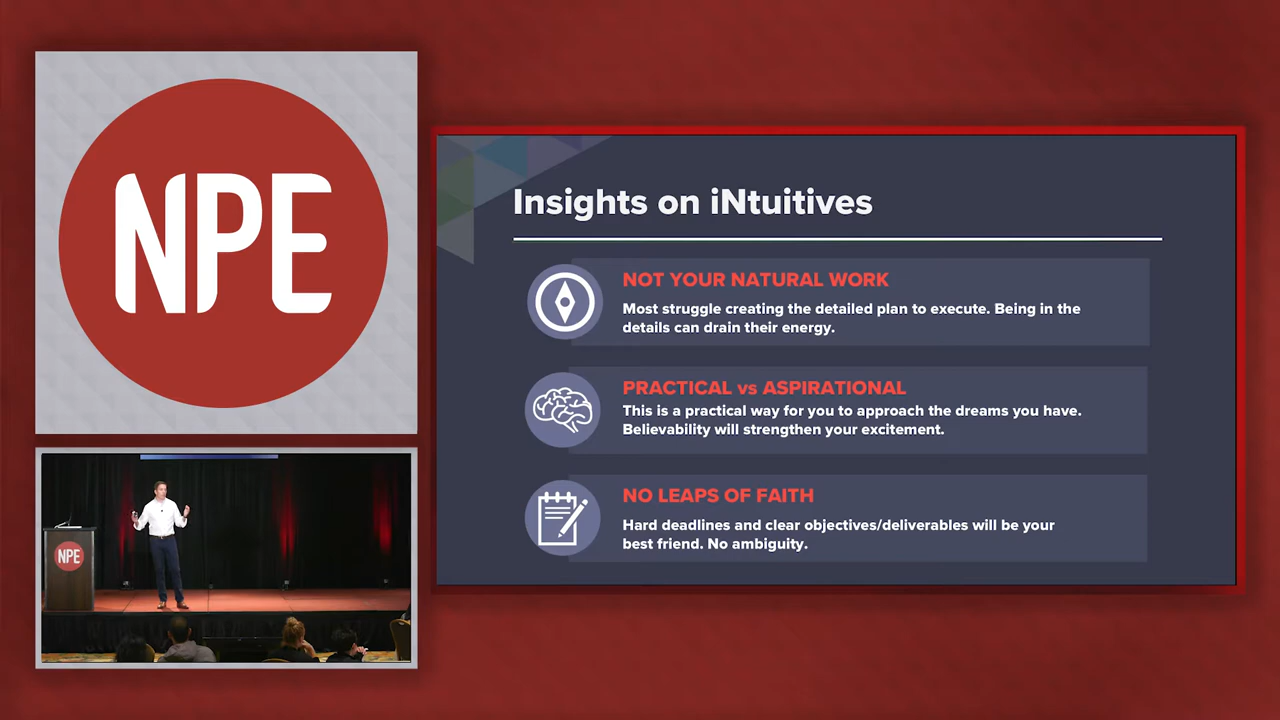 NPE
NPE
Insights on iNtuitives
NOT YOUR NATURAL WORK
Most struggle creating the detailed plan to execute. Being in the
details can drain their energy.
PRACTICAL vs ASPIRATIONAL
This is a practical way for you to approach the dreams you have.
Believability will strengthen your excitement.
NO LEAPS OF FAITH
Hard deadlines and clear objectives/deliverables will be your
best friend. No ambiguity.